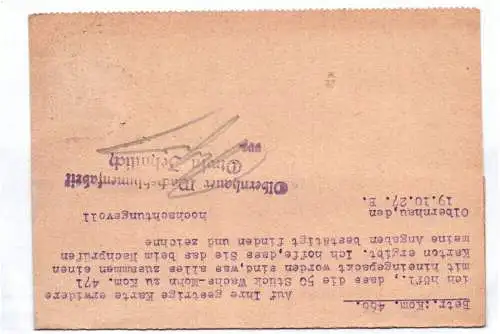 Betr.:Kom. 466.
Auf Ihre gestrige Karte erwidere
ich höfl., dass die 50 Stück Wachs-Mohn zu Kom. 471
mit hineingepackt worden sind, was alles zusammen einen
Karten ergibt. Ich hoffe, dass Sie das beim Nachprüfen
meine Angaben bestätigt finden und zeichne
hochachtungsvoll
Olbernhau, den
19.10.27. E.
Olbernhauer Wachsblumenfabrik